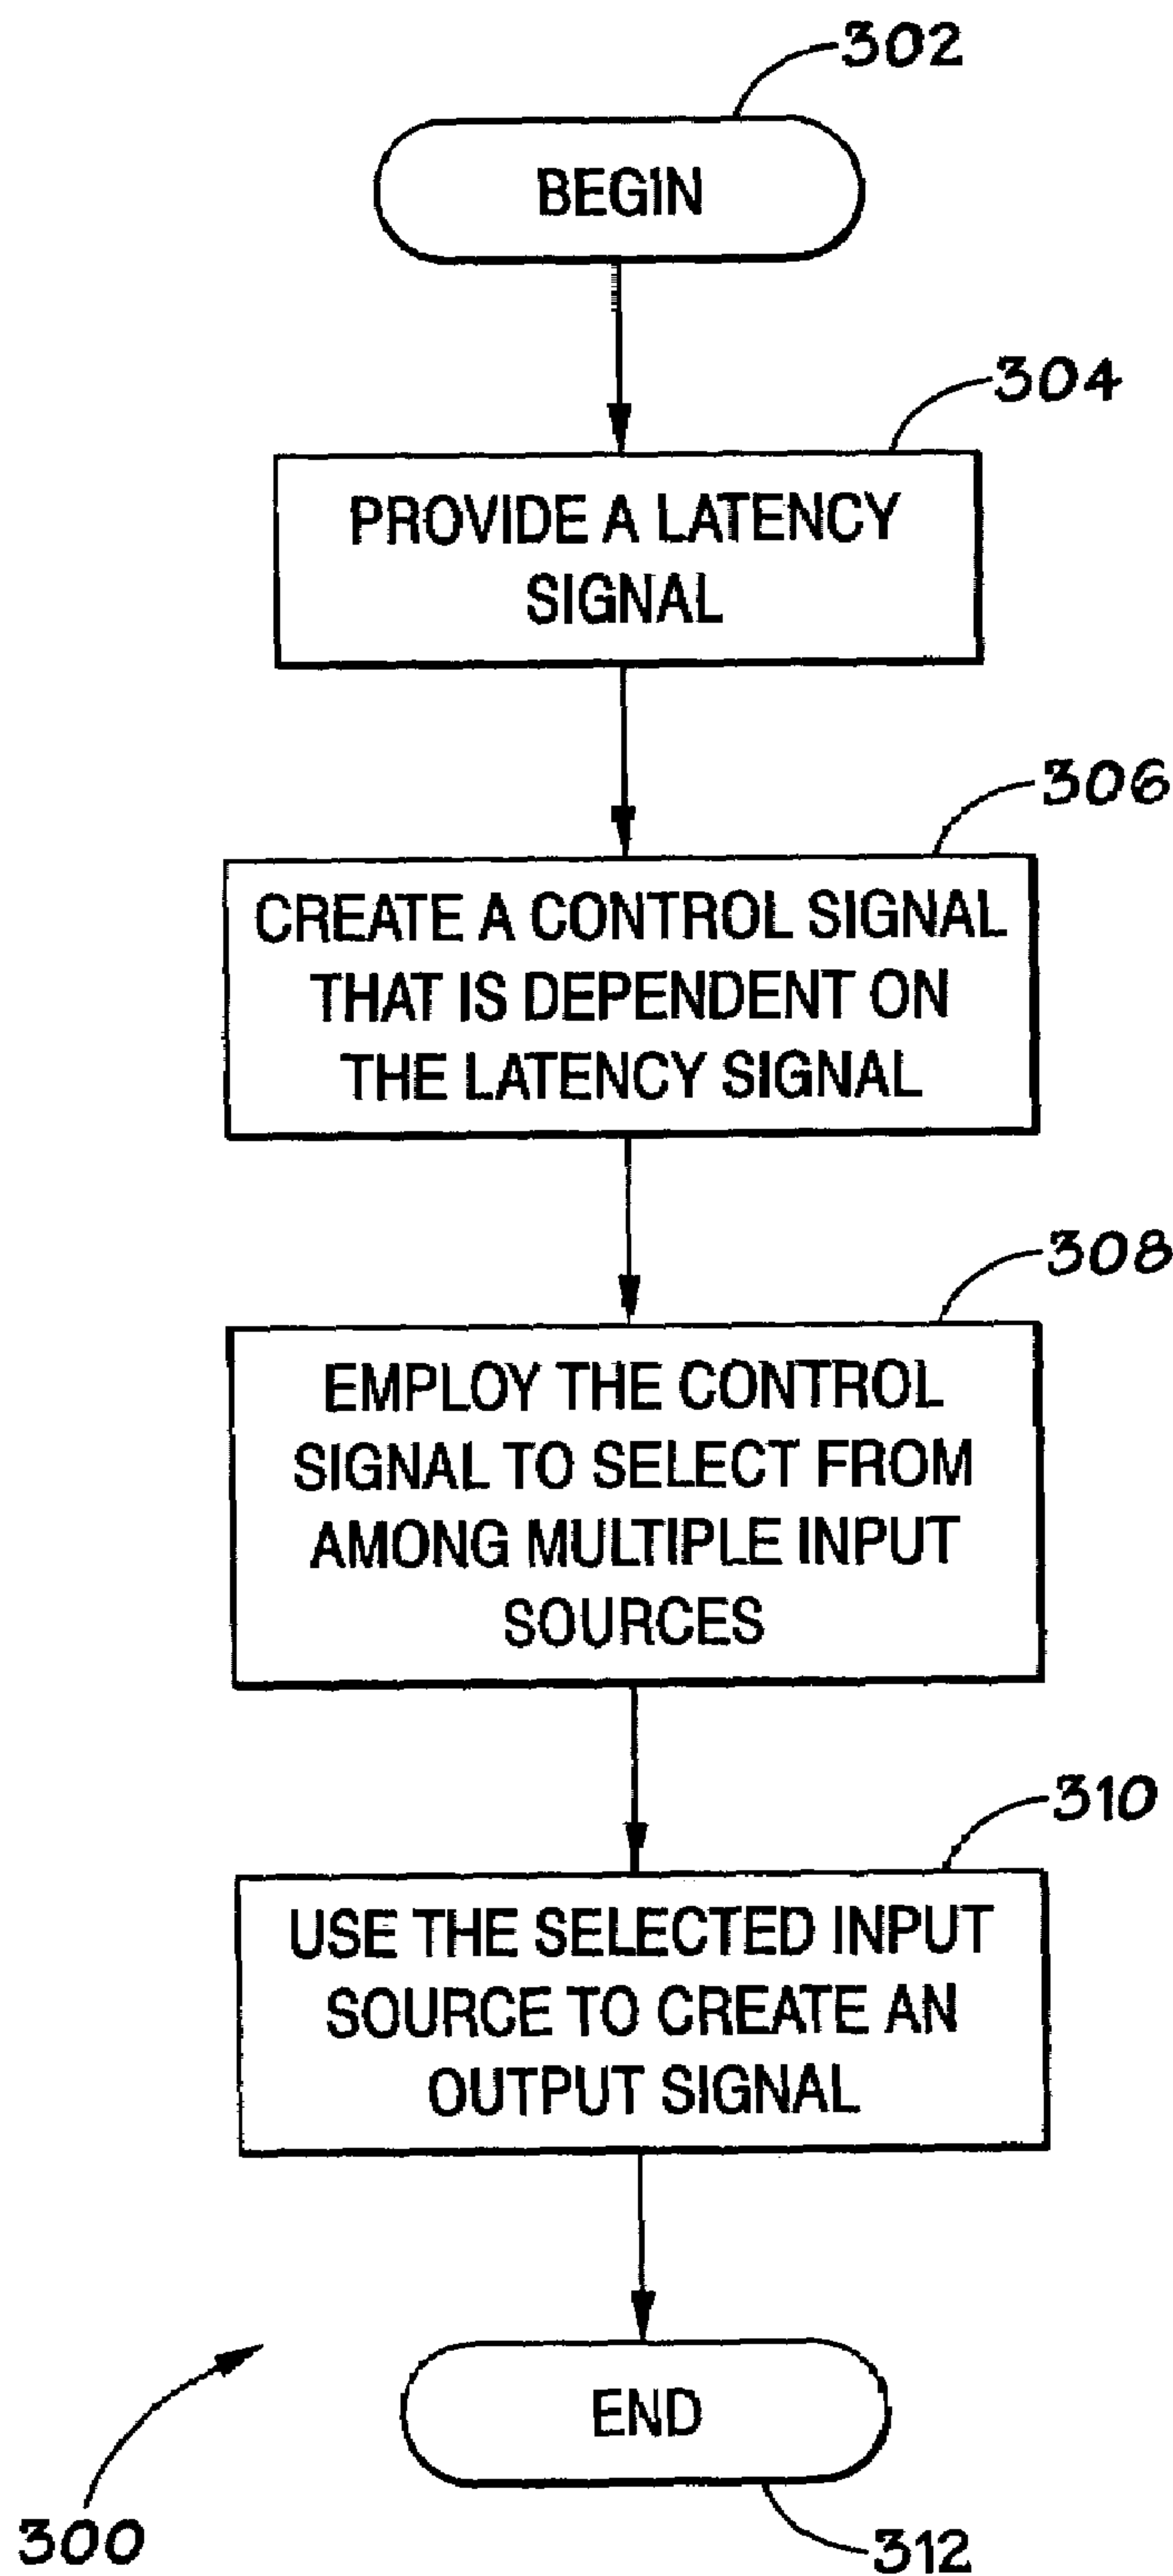 302
BEGIN
304
PROVIDE A LATENCY
SIGNAL
306
CREATE A CONTROL SIGNAL
THAT IS DEPENDENT ON
THE LATENCY SIGNAL
308
EMPLOY THE CONTROL
SIGNAL TO SELECT FROM
AMONG MULTIPLE INPUT
SOURCES
310
USE THE SELECTED INPUT
SOURCE TO CREATE AN
OUTPUT SIGNAL
END
300
312